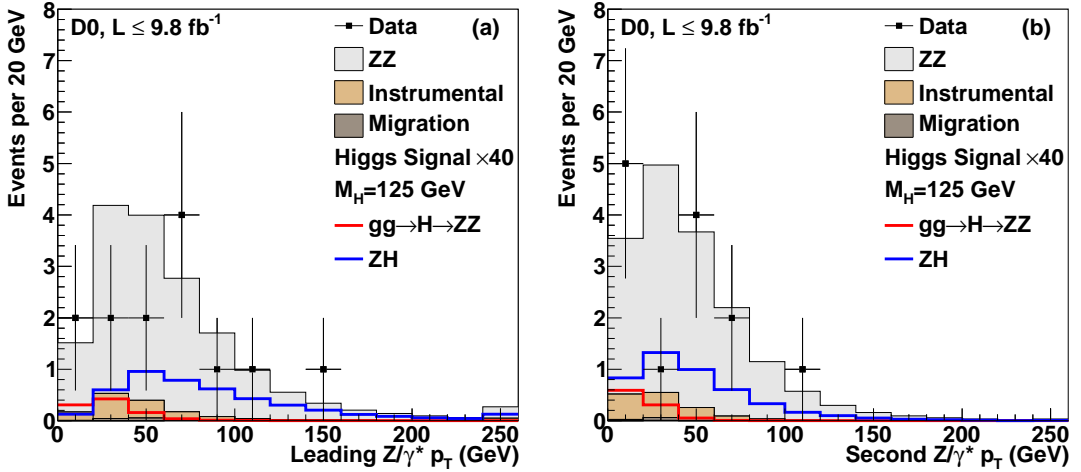 Events per 20 GeV
8
7
6
5
4
3
2
1
0
D0, L ≤ 9.8 fb⁻¹
(a)
Data
ZZ
Instrumental
Migration
Higgs Signal ×40
M_H=125 GeV
gg→H→ZZ
ZH
0 50 100 150 200 250
Leading Z/γ* p_T (GeV)
Events per 20 GeV
8
7
6
5
4
3
2
1
0
D0, L ≤ 9.8 fb⁻¹
(b)
Data
ZZ
Instrumental
Migration
Higgs Signal ×40
M_H=125 GeV
gg→H→ZZ
ZH
0 50 100 150 200 250
Second Z/γ* p_T (GeV)